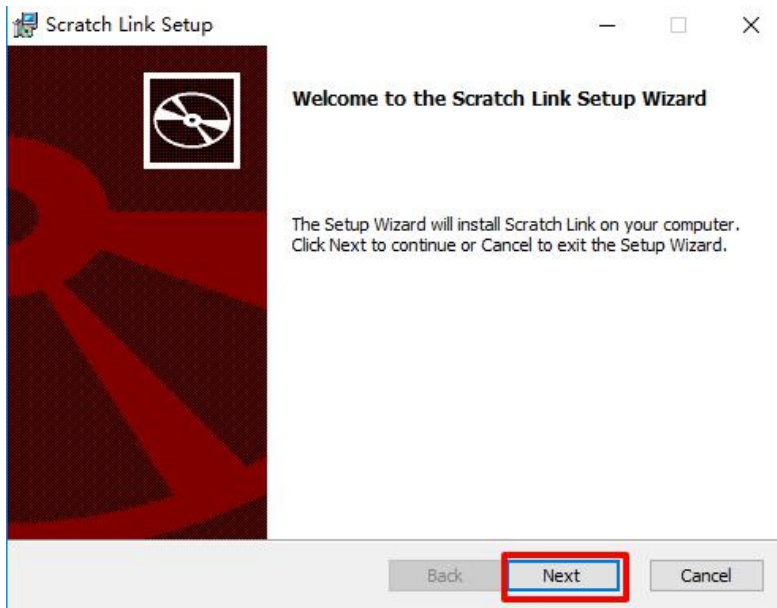 Scratch Link Setup
Welcome to the Scratch Link Setup Wizard
The Setup Wizard will install Scratch Link on your computer.
Click Next to continue or Cancel to exit the Setup Wizard.
Back Next Cancel